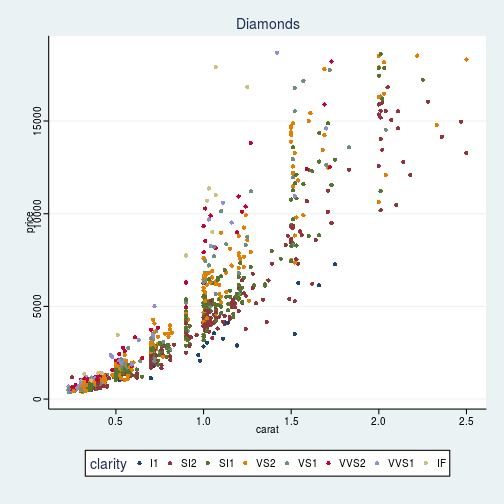 Diamonds
price
15000
10000
5000
0
0.5 1.0 1.5 2.0 2.5
carat
clarity I1 SI2 SI1 VS2 VS1 VVS2 VVS1 IF